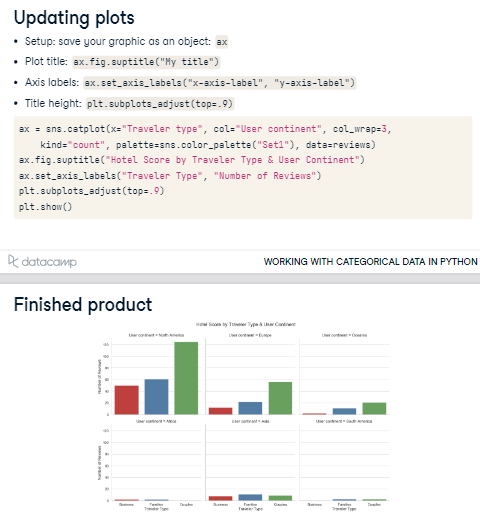 Updating plots
• Setup: save your graphic as an object: ax
• Plot title: ax.fig.suptitle("My title")
• Axis labels: ax.set_axis_labels("x-axis-label", "y-axis-label")
• Title height: plt.subplots_adjust(top=.9)
ax = sns.catplot(x="Traveler type", col="User continent", col_wrap=3,
kind="count", palette=sns.color_palette("Set1"), data=reviews)
ax.fig.suptitle("Hotel Score by Traveler Type & User Continent")
ax.set_axis_labels("Traveler Type", "Number of Reviews")
plt.subplots_adjust(top=.9)
plt.show()
datacamp
WORKING WITH CATEGORICAL DATA IN PYTHON
Finished product
Hotel Score by Traveler Type & User Continent
User continent = North America
User continent = Europe
User continent = Oceania
Number of Reviews
User continent = Africa
User continent = Asia
User continent = South America
Number of Reviews
Business Families Couples
Business Families Couples
Business Families Couples
Traveler Type
Traveler Type
Traveler Type